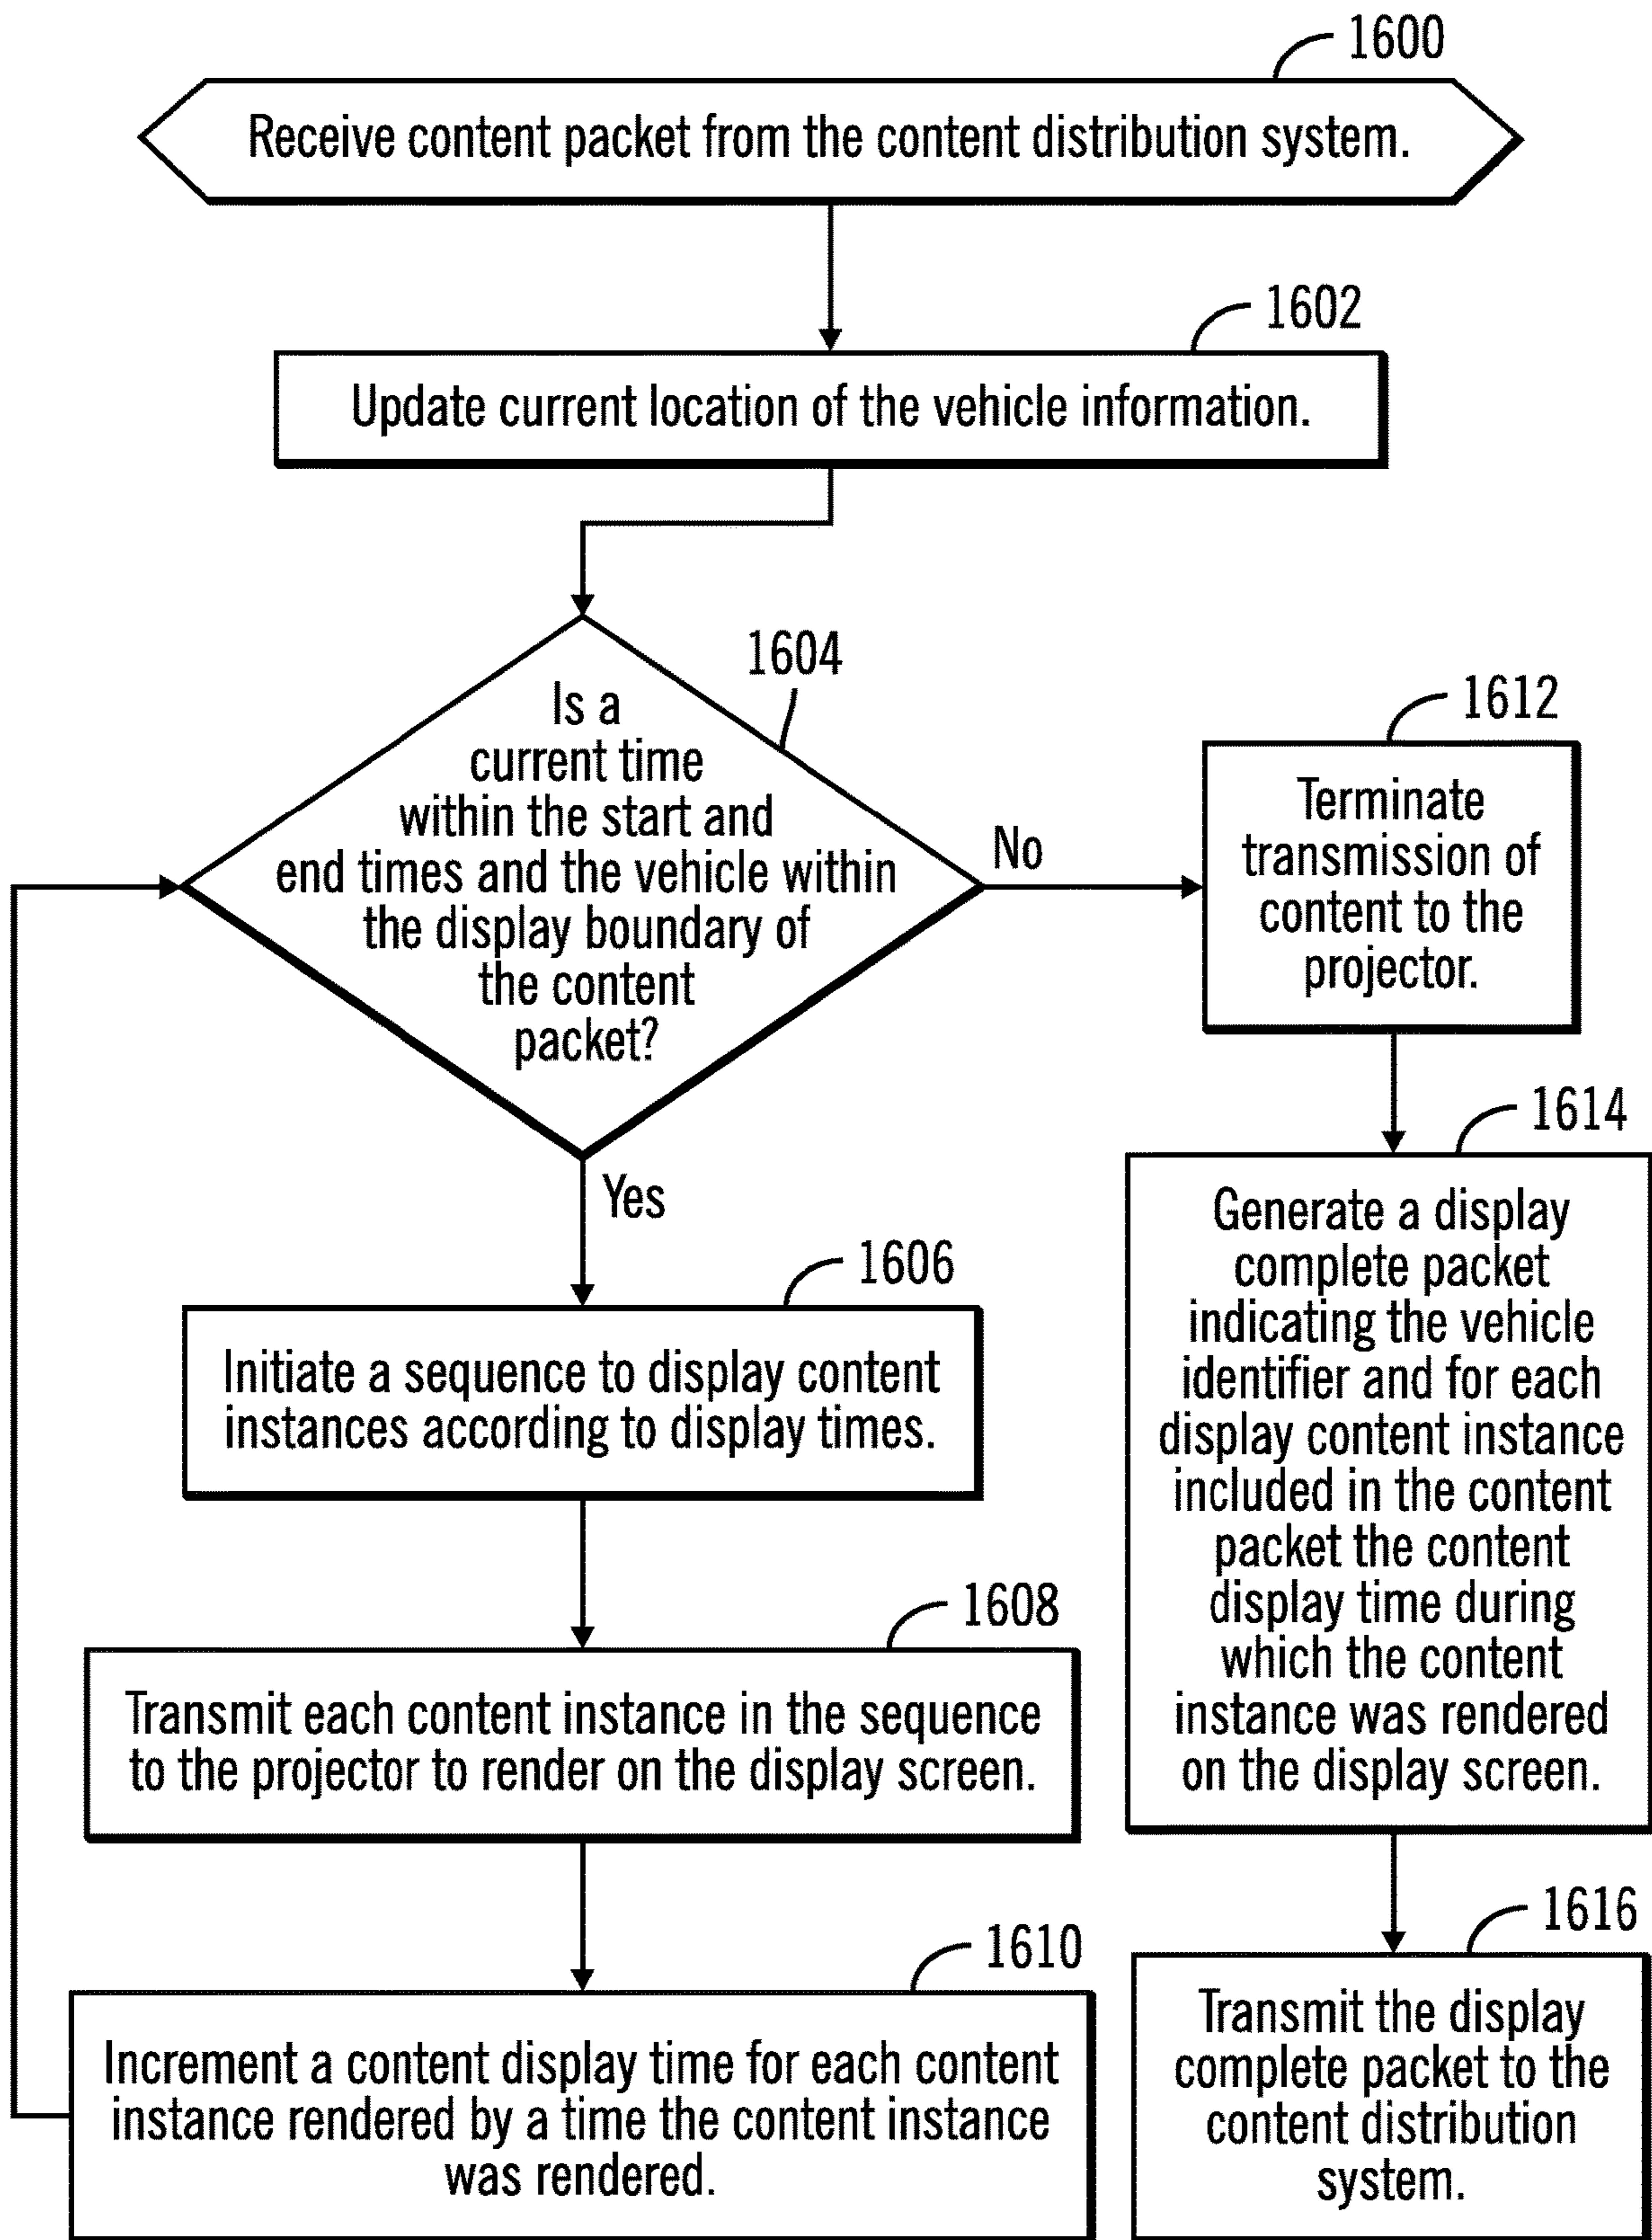 1600
Receive content packet from the content distribution system.
1602
Update current location of the vehicle information.
1604
Is a
current time
within the start and
end times and the vehicle within
the display boundary of
the content
packet?
No
Yes
1606
Initiate a sequence to display content
instances according to display times.
1608
Transmit each content instance in the sequence
to the projector to render on the display screen.
1610
Increment a content display time for each content
instance rendered by a time the content instance
was rendered.
1612
Terminate
transmission of
content to the
projector.
1614
Generate a display
complete packet
indicating the vehicle
identifier and for each
display content instance
included in the content
packet the content
display time during
which the content
instance was rendered
on the display screen.
1616
Transmit the display
complete packet to the
content distribution
system.